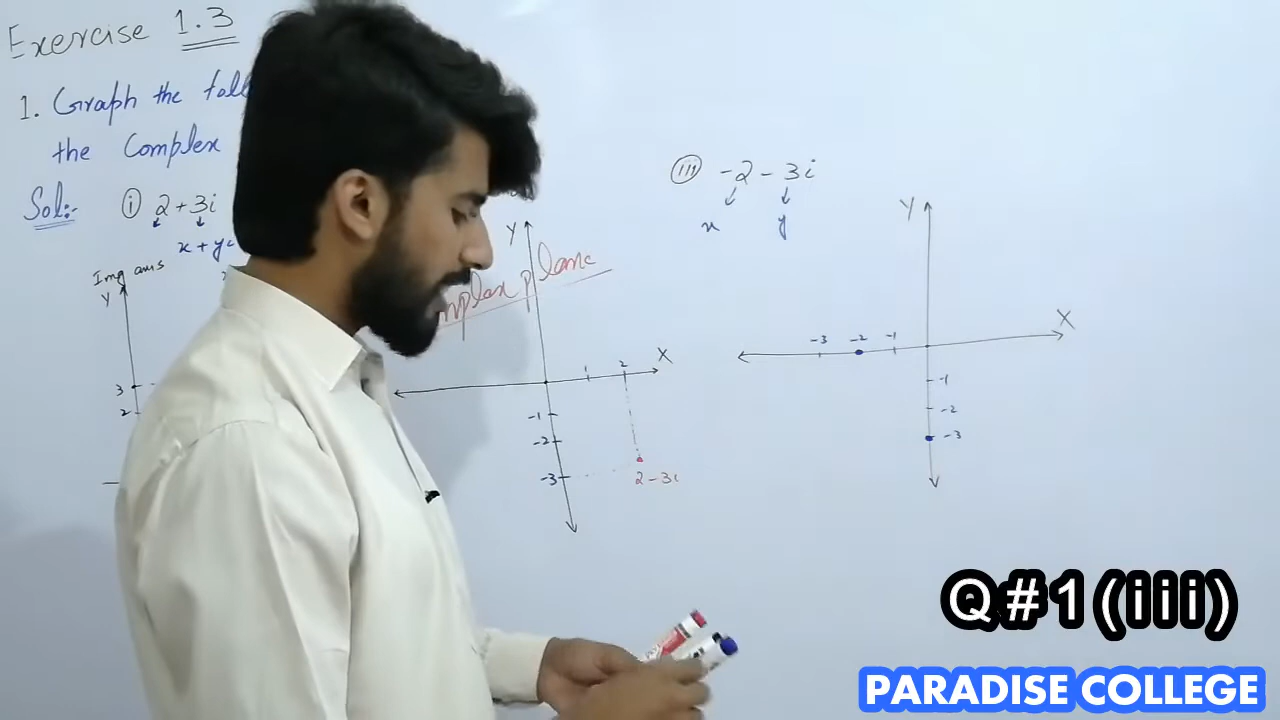 Exercise 1.3
1. Graph the foll
the Complex
Sol:-
(i) 2 + 3i
x + yi
Img axis
Y
3
2
Y
mplex plane
X
1 2
-1
-2
-3
2-3i
(iii) -2-3i
x y
Y
X
-3 -2 -1
-1
-2
-3
Q#1(iii)
PARADISE COLLEGE